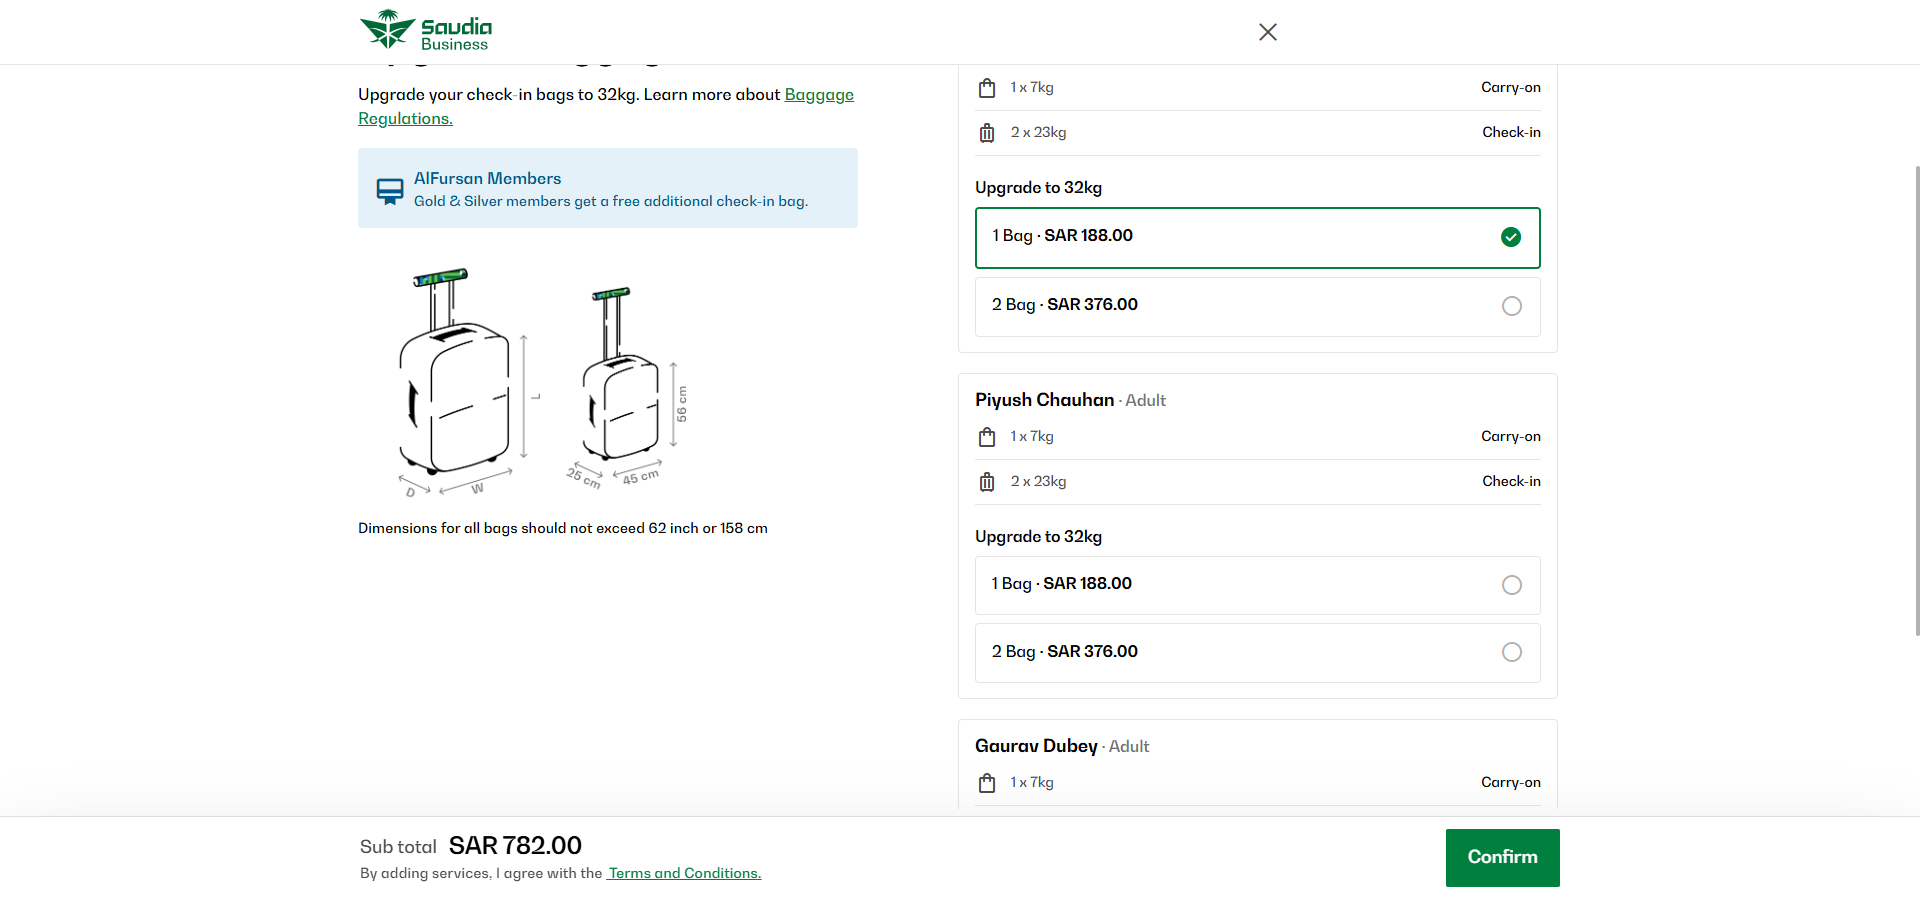 Saudia
Business
Upgrade your check-in bags to 32kg. Learn more about Baggage
Regulations.
AlFursan Members
Gold & Silver members get a free additional check-in bag.
L
D
W
56 cm
25 cm
45 cm
Dimensions for all bags should not exceed 62 inch or 158 cm
1 x 7kg Carry-on
2 x 23kg Check-in
Upgrade to 32kg
1 Bag · SAR 188.00
2 Bag · SAR 376.00
Piyush Chauhan · Adult
1 x 7kg Carry-on
2 x 23kg Check-in
Upgrade to 32kg
1 Bag · SAR 188.00
2 Bag · SAR 376.00
Gaurav Dubey · Adult
1 x 7kg Carry-on
Sub total SAR 782.00
By adding services, I agree with the Terms and Conditions.
Confirm